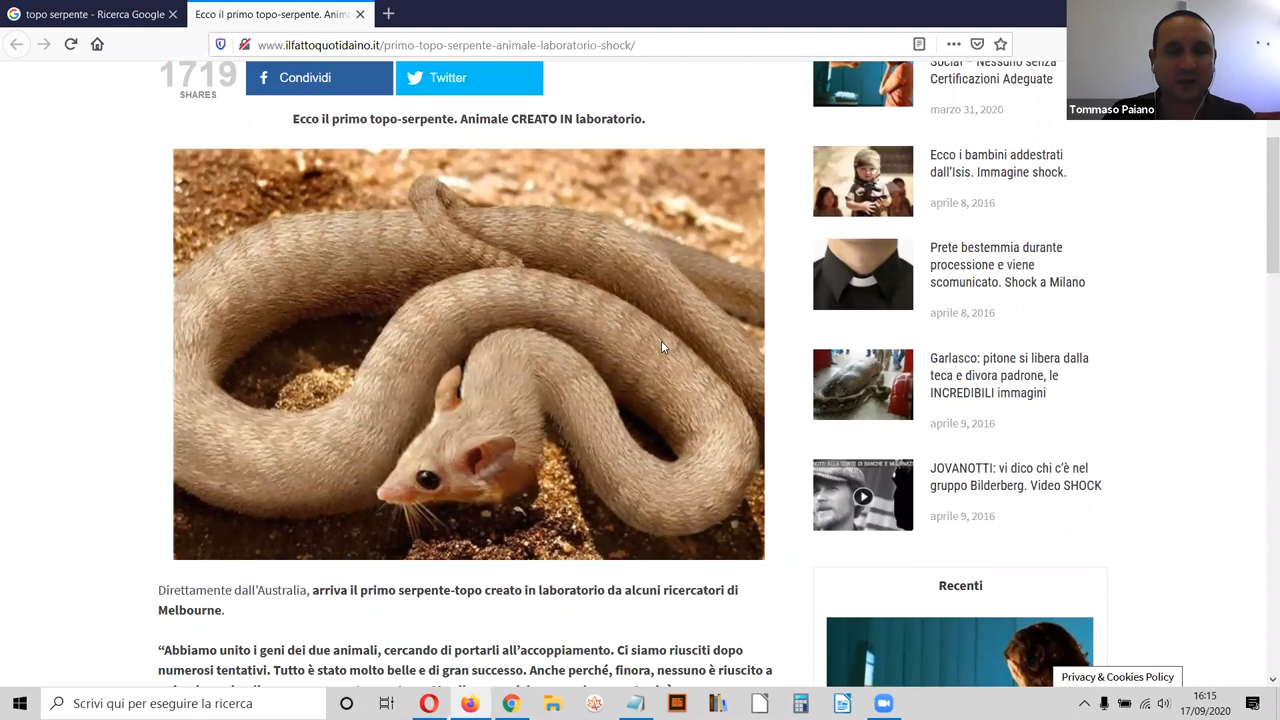 topo serpente - Ricerca Google
Ecco il primo topo-serpente. Anim
www.ilfattoquotidaino.it/primo-topo-serpente-animale-laboratorio-shock/
Tommaso Paiano
1719
SHARES
Condividi
Twitter
Ecco il primo topo-serpente. Animale CREATO IN laboratorio.
Direttamente dall'Australia, arriva il primo serpente-topo creato in laboratorio da alcuni ricercatori di
Melbourne.
“Abbiamo unito i geni dei due animali, cercando di portarli all'accoppiamento. Ci siamo riusciti dopo
numerosi tentativi. Tutto è stato molto belle e di gran successo. Anche perché, finora, nessuno è riuscito a
Social – Nessuno senza
Certificazioni Adeguate
marzo 31, 2020
Ecco i bambini addestrati
dall'Isis. Immagine shock.
aprile 8, 2016
Prete bestemmia durante
processione e viene
scomunicato. Shock a Milano
aprile 8, 2016
Garlasco: pitone si libera dalla
teca e divora padrone, le
INCREDIBILI immagini
aprile 9, 2016
JOVANOTTI: vi dico chi c'è nel
gruppo Bilderberg. Video SHOCK
aprile 9, 2016
Recenti
Privacy & Cookies Policy
Scrivi qui per eseguire la ricerca
16:15
17/09/2020